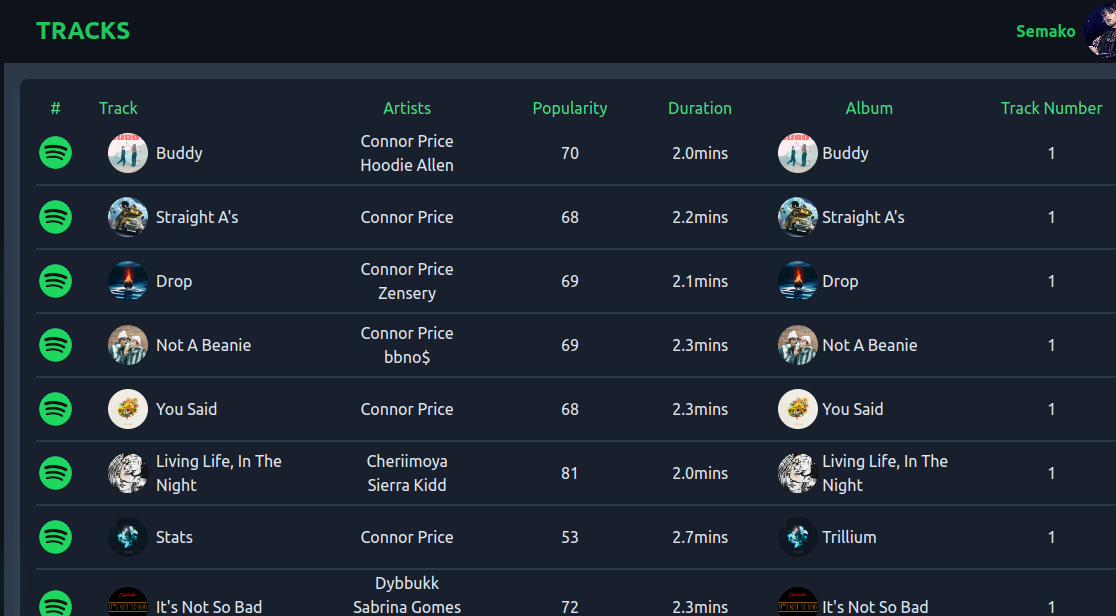 TRACKS
Semako
# Track Artists Popularity Duration Album Track Number
Buddy Connor Price Hoodie Allen 70 2.0mins Buddy 1
Straight A's Connor Price 68 2.2mins Straight A's 1
Drop Connor Price Zensery 69 2.1mins Drop 1
Not A Beanie Connor Price bbno$ 69 2.3mins Not A Beanie 1
You Said Connor Price 68 2.3mins You Said 1
Living Life, In The Night Cheriimoya Sierra Kidd 81 2.0mins Living Life, In The Night 1
Stats Connor Price 53 2.7mins Trillium 1
It's Not So Bad Dybbukk Sabrina Gomes 72 2.3mins It's Not So Bad 1